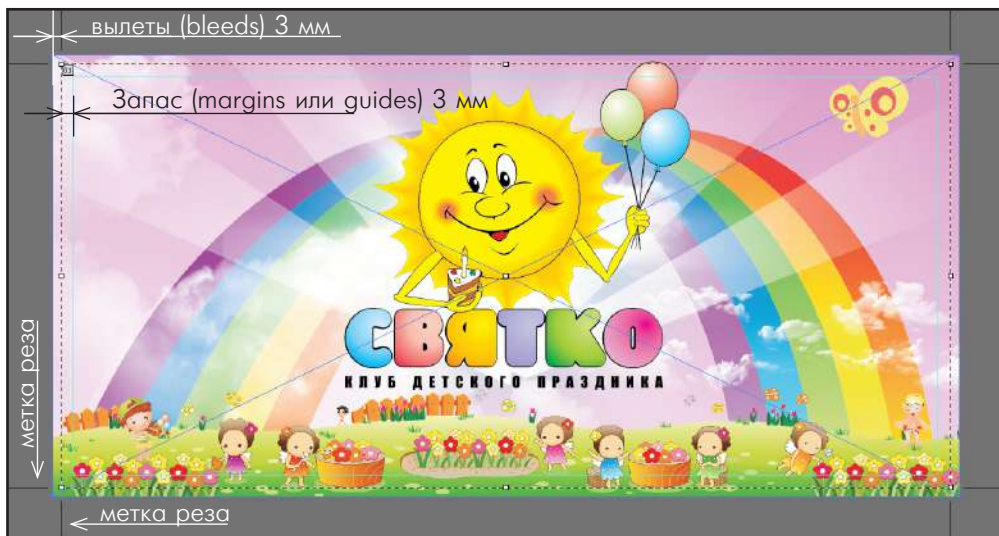 вылеты (bleeds) 3 мм
Запас (margins или guides) 3 мм
СВЯТКО
КЛУБ ДЕТСКОГО ПРАЗДНИКА
метка реза
метка реза